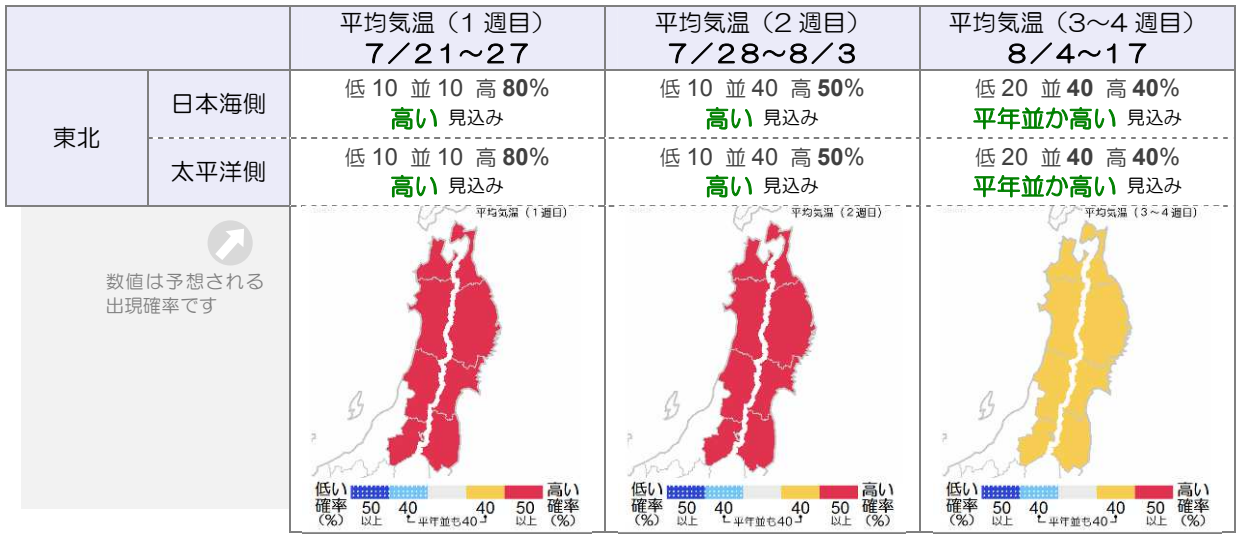 平均気温（1週目）
7／21～27
平均気温（2週目）
7／28～8／3
平均気温（3～4週目）
8／4～17
東北
日本海側
低 10 並 10 高 80%
高い 見込み
低 10 並 40 高 50%
高い 見込み
低 20 並 40 高 40%
平年並か高い 見込み
太平洋側
低 10 並 10 高 80%
高い 見込み
低 10 並 40 高 50%
高い 見込み
低 20 並 40 高 40%
平年並か高い 見込み
数値は予想される
出現確率です
平均気温（1週目）
低い
確率
（%）
50
以上
40
平年並も40
40
50
以上
高い
確率
（%）
平均気温（2週目）
低い
確率
（%）
50
以上
40
平年並も40
40
50
以上
高い
確率
（%）
平均気温（3～4週目）
低い
確率
（%）
50
以上
40
平年並も40
40
50
以上
高い
確率
（%）